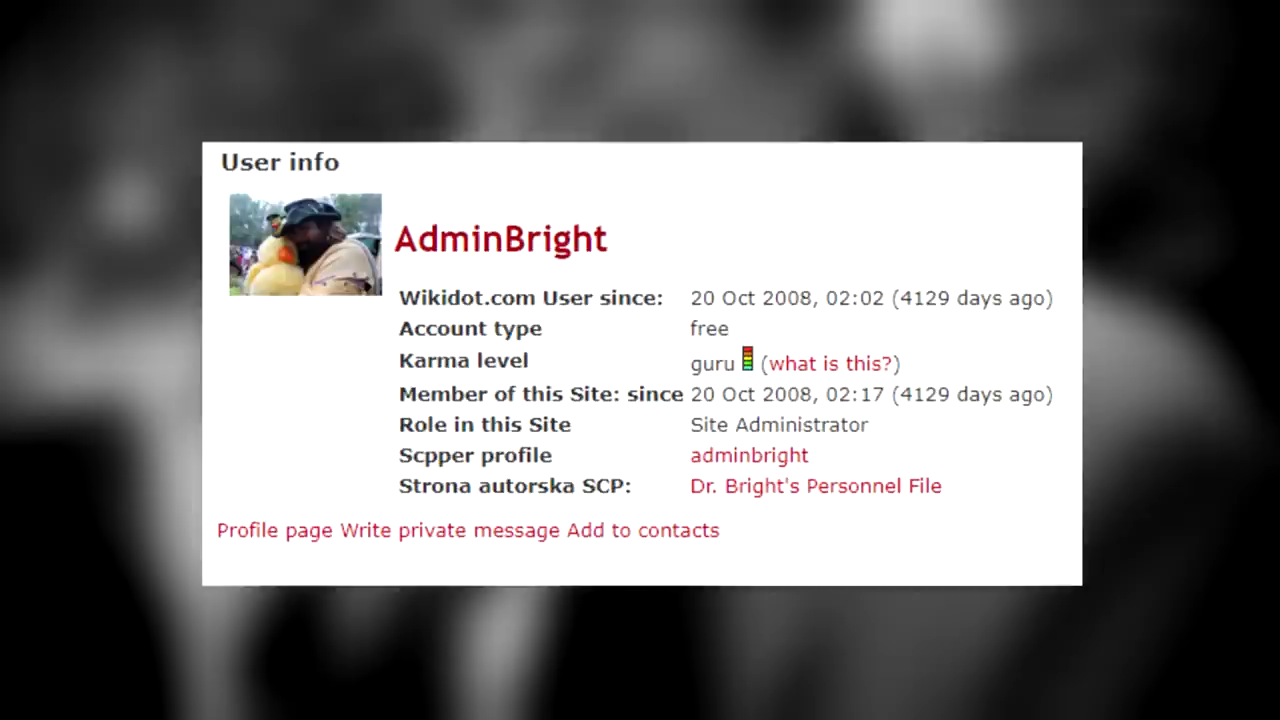 User info
AdminBright
Wikidot.com User since: 20 Oct 2008, 02:02 (4129 days ago)
Account type free
Karma level guru (what is this?)
Member of this Site: since 20 Oct 2008, 02:17 (4129 days ago)
Role in this Site Site Administrator
Scpper profile adminbright
Strona autorska SCP: Dr. Bright's Personnel File
Profile page Write private message Add to contacts